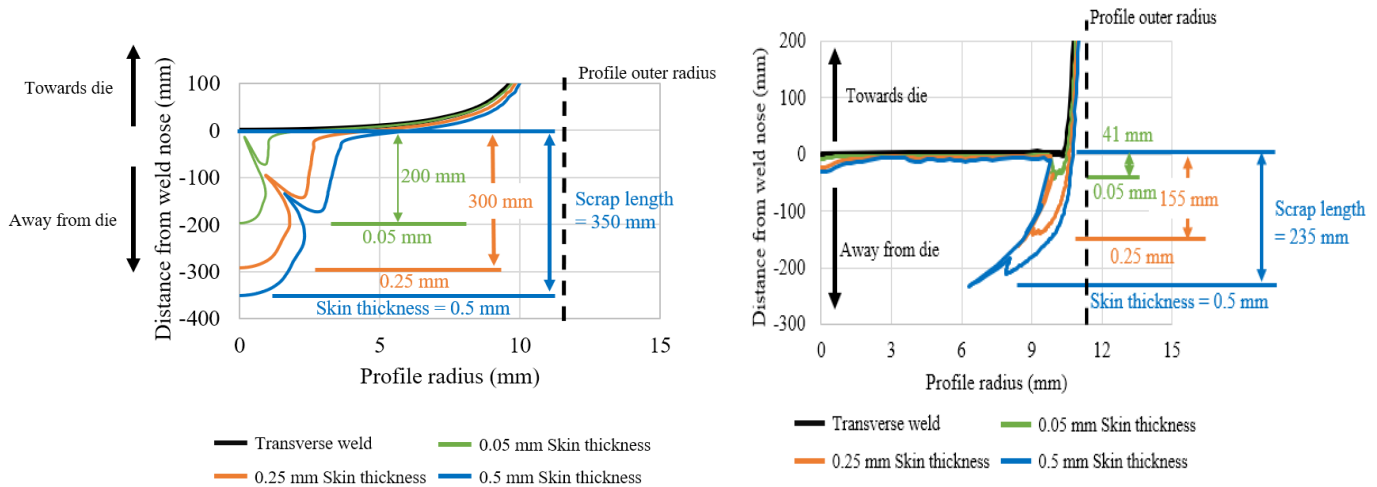 Towards die
Away from die
Distance from weld nose (mm)
100
0
-100
-200
-300
-400
0
5
10
15
Profile radius (mm)
Profile outer radius
200 mm
0.05 mm
300 mm
0.25 mm
Scrap length
= 350 mm
Skin thickness = 0.5 mm
Transverse weld
0.05 mm Skin thickness
0.25 mm Skin thickness
0.5 mm Skin thickness
Profile outer radius
Distance from weld nose (mm)
200
100
0
-100
-200
-300
Towards die
Away from die
41 mm
0.05 mm
155 mm
0.25 mm
Scrap length
= 235 mm
Skin thickness = 0.5 mm
0
3
6
9
12
15
Profile radius (mm)
Transverse weld
0.05 mm Skin thickness
0.25 mm Skin thickness
0.5 mm Skin thickness